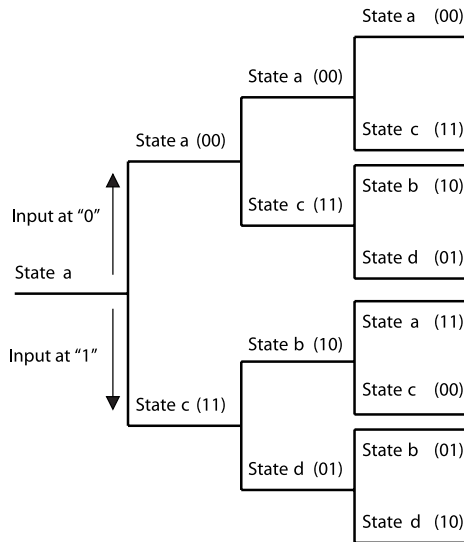 State a (00)
State a (00)
State c (11)
State a (00)
State b (10)
State c (11)
Input at "0"
State d (01)
State a
State a (11)
State b (10)
Input at "1"
State c (00)
State c (11)
State b (01)
State d (01)
State d (10)